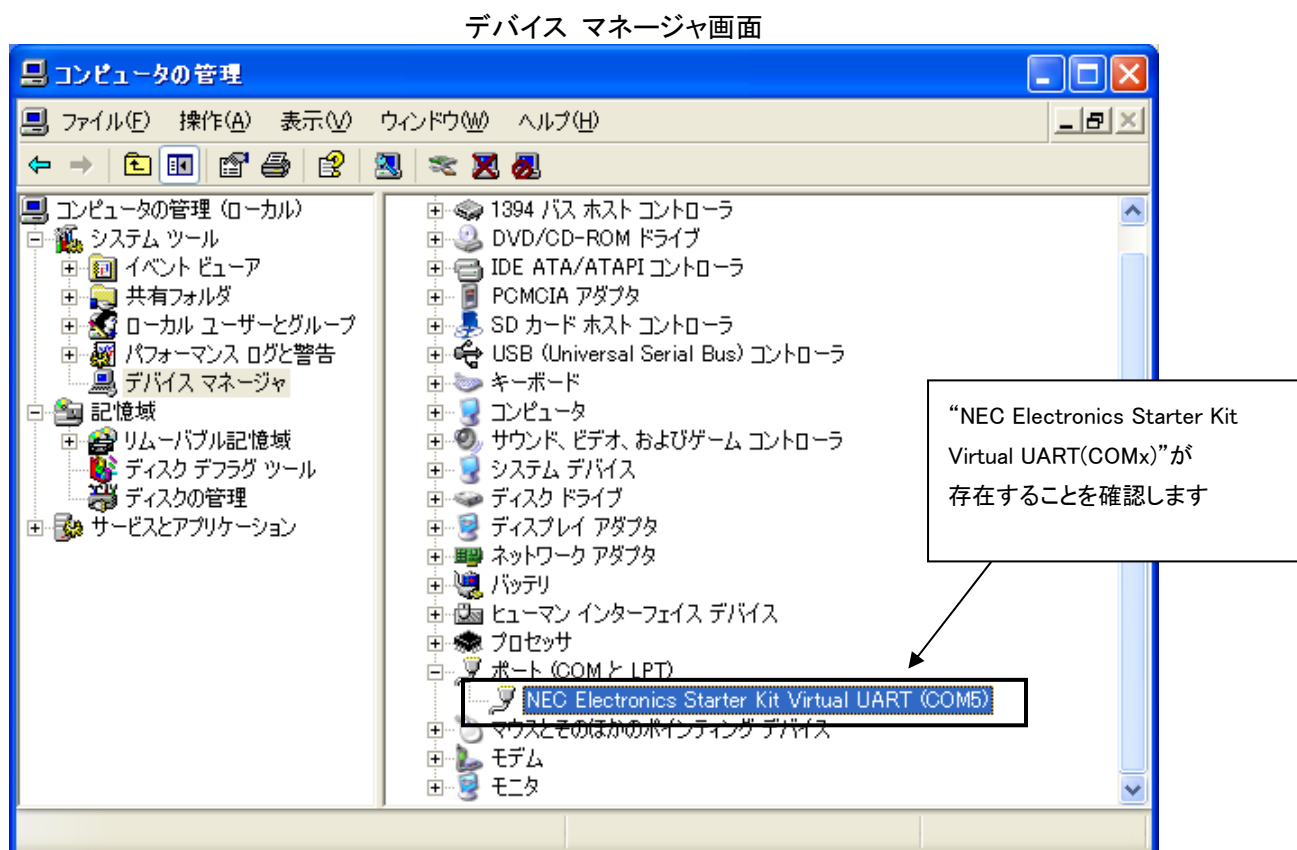 デバイス マネージャ画面
コンピュータの管理
ファイル(F) 操作(A) 表示(V) ウィンドウ(W) ヘルプ(H)
コンピュータの管理 (ローカル)
システム ツール
イベント ビューア
共有フォルダ
ローカル ユーザーとグループ
パフォーマンス ログと警告
デバイス マネージャ
記憶域
リムーバブル記憶域
ディスク デフラグ ツール
ディスクの管理
サービスとアプリケーション
1394 バス ホスト コントローラ
DVD/CD-ROM ドライブ
IDE ATA/ATAPI コントローラ
PCMCIA アダプタ
SD カード ホスト コントローラ
USB (Universal Serial Bus) コントローラ
キーボード
コンピュータ
サウンド、ビデオ、およびゲーム コントローラ
システム デバイス
ディスク ドライブ
ディスプレイ アダプタ
ネットワーク アダプタ
バッテリ
ヒューマン インターフェイス デバイス
プロセッサ
ポート (COM と LPT)
NEC Electronics Starter Kit Virtual UART (COM5)
マウスとそのほかのポインティング デバイス
モデム
モニタ
“NEC Electronics Starter Kit
Virtual UART(COMx)”が
存在することを確認します